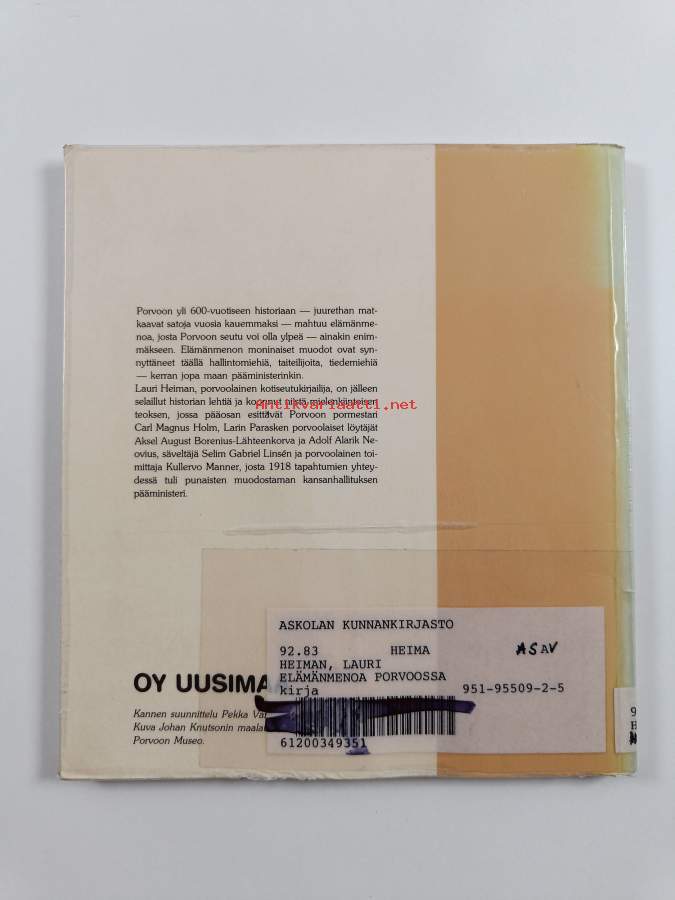 Porvoon yli 600-vuotiseen historiaan — juurethan mat-
kaavat satoja vuosia kauemmaksi — mahtuu elämänme-
noa, josta Porvoon seutu voi olla ylpeä — ainakin enim-
mäkseen. Elämänmenon moninaiset muodot ovat syn-
nyttäneet täällä hallintomiehiä, taiteilijoita, tiedemiehiä
— kerran jopa maan pääministerinkin.
Lauri Heiman, porvoolainen kotiseutukirjailija, on jälleen
selaillut historian lehtiä ja koonnut niistä mielenkiintoisen
Antikvariaatti.net
teoksen, jossa pääosan esittävät Porvoon pormestari
Carl Magnus Holm, Larin Parasken porvoolaiset löytäjät
Aksel August Borenius-Lähteenkorva ja Adolf Alarik Ne-
ovius, säveltäjä Selim Gabriel Linsén ja porvoolainen toi-
mittaja Kullervo Manner, josta 1918 tapahtumien yhtey-
dessä tuli punaisten muodostaman kansanhallituksen
pääministeri.
ASKOLAN KUNNANKIRJASTO
92.83 HEIMA ASAV
HEIMAN, LAURI
ELÄMÄNMENOA PORVOOSSA
kirja 951-95509-2-5
61200349351
OY UUSIMA
Kannen suunnittelu Pekka
Kuva Johan Knutsonin
Porvoon Museo.
9
H